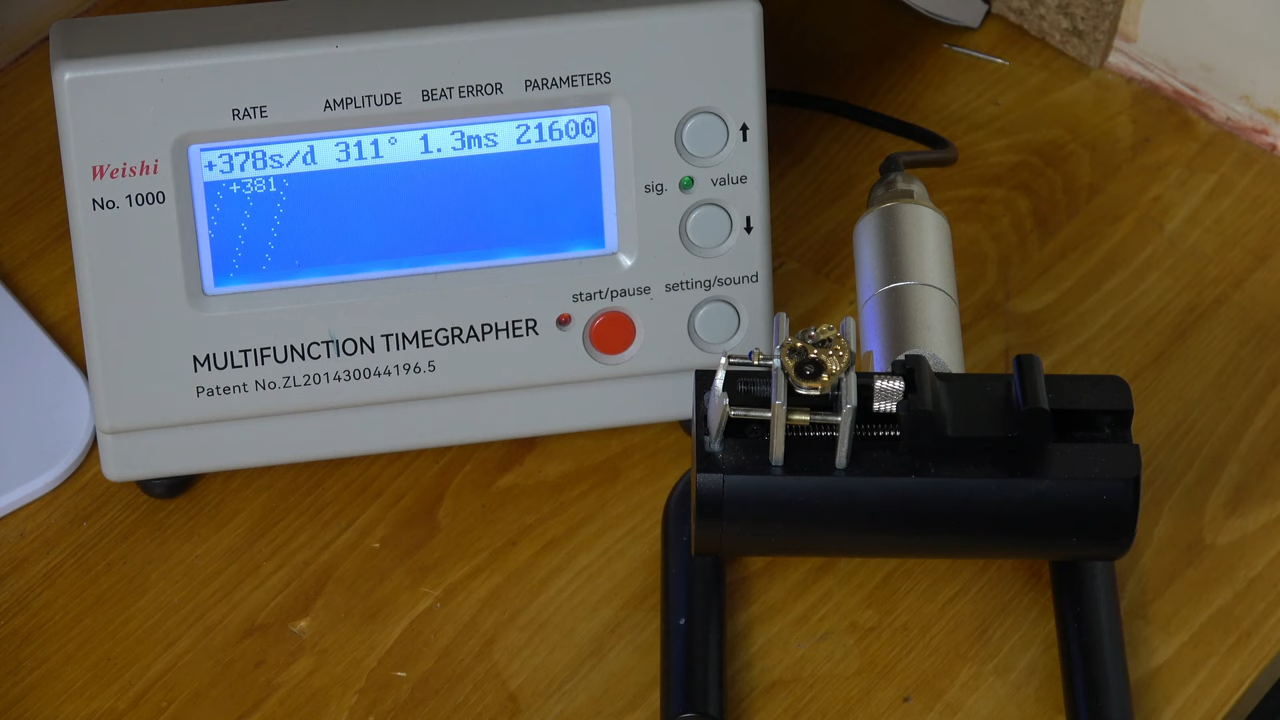 RATE AMPLITUDE BEAT ERROR PARAMETERS
+378s/d 311° 1.3ms 21600
+381
Weishi
No. 1000
sig. value
start/pause setting/sound
MULTIFUNCTION TIMEGRAPHER
Patent No.ZL201430044196.5